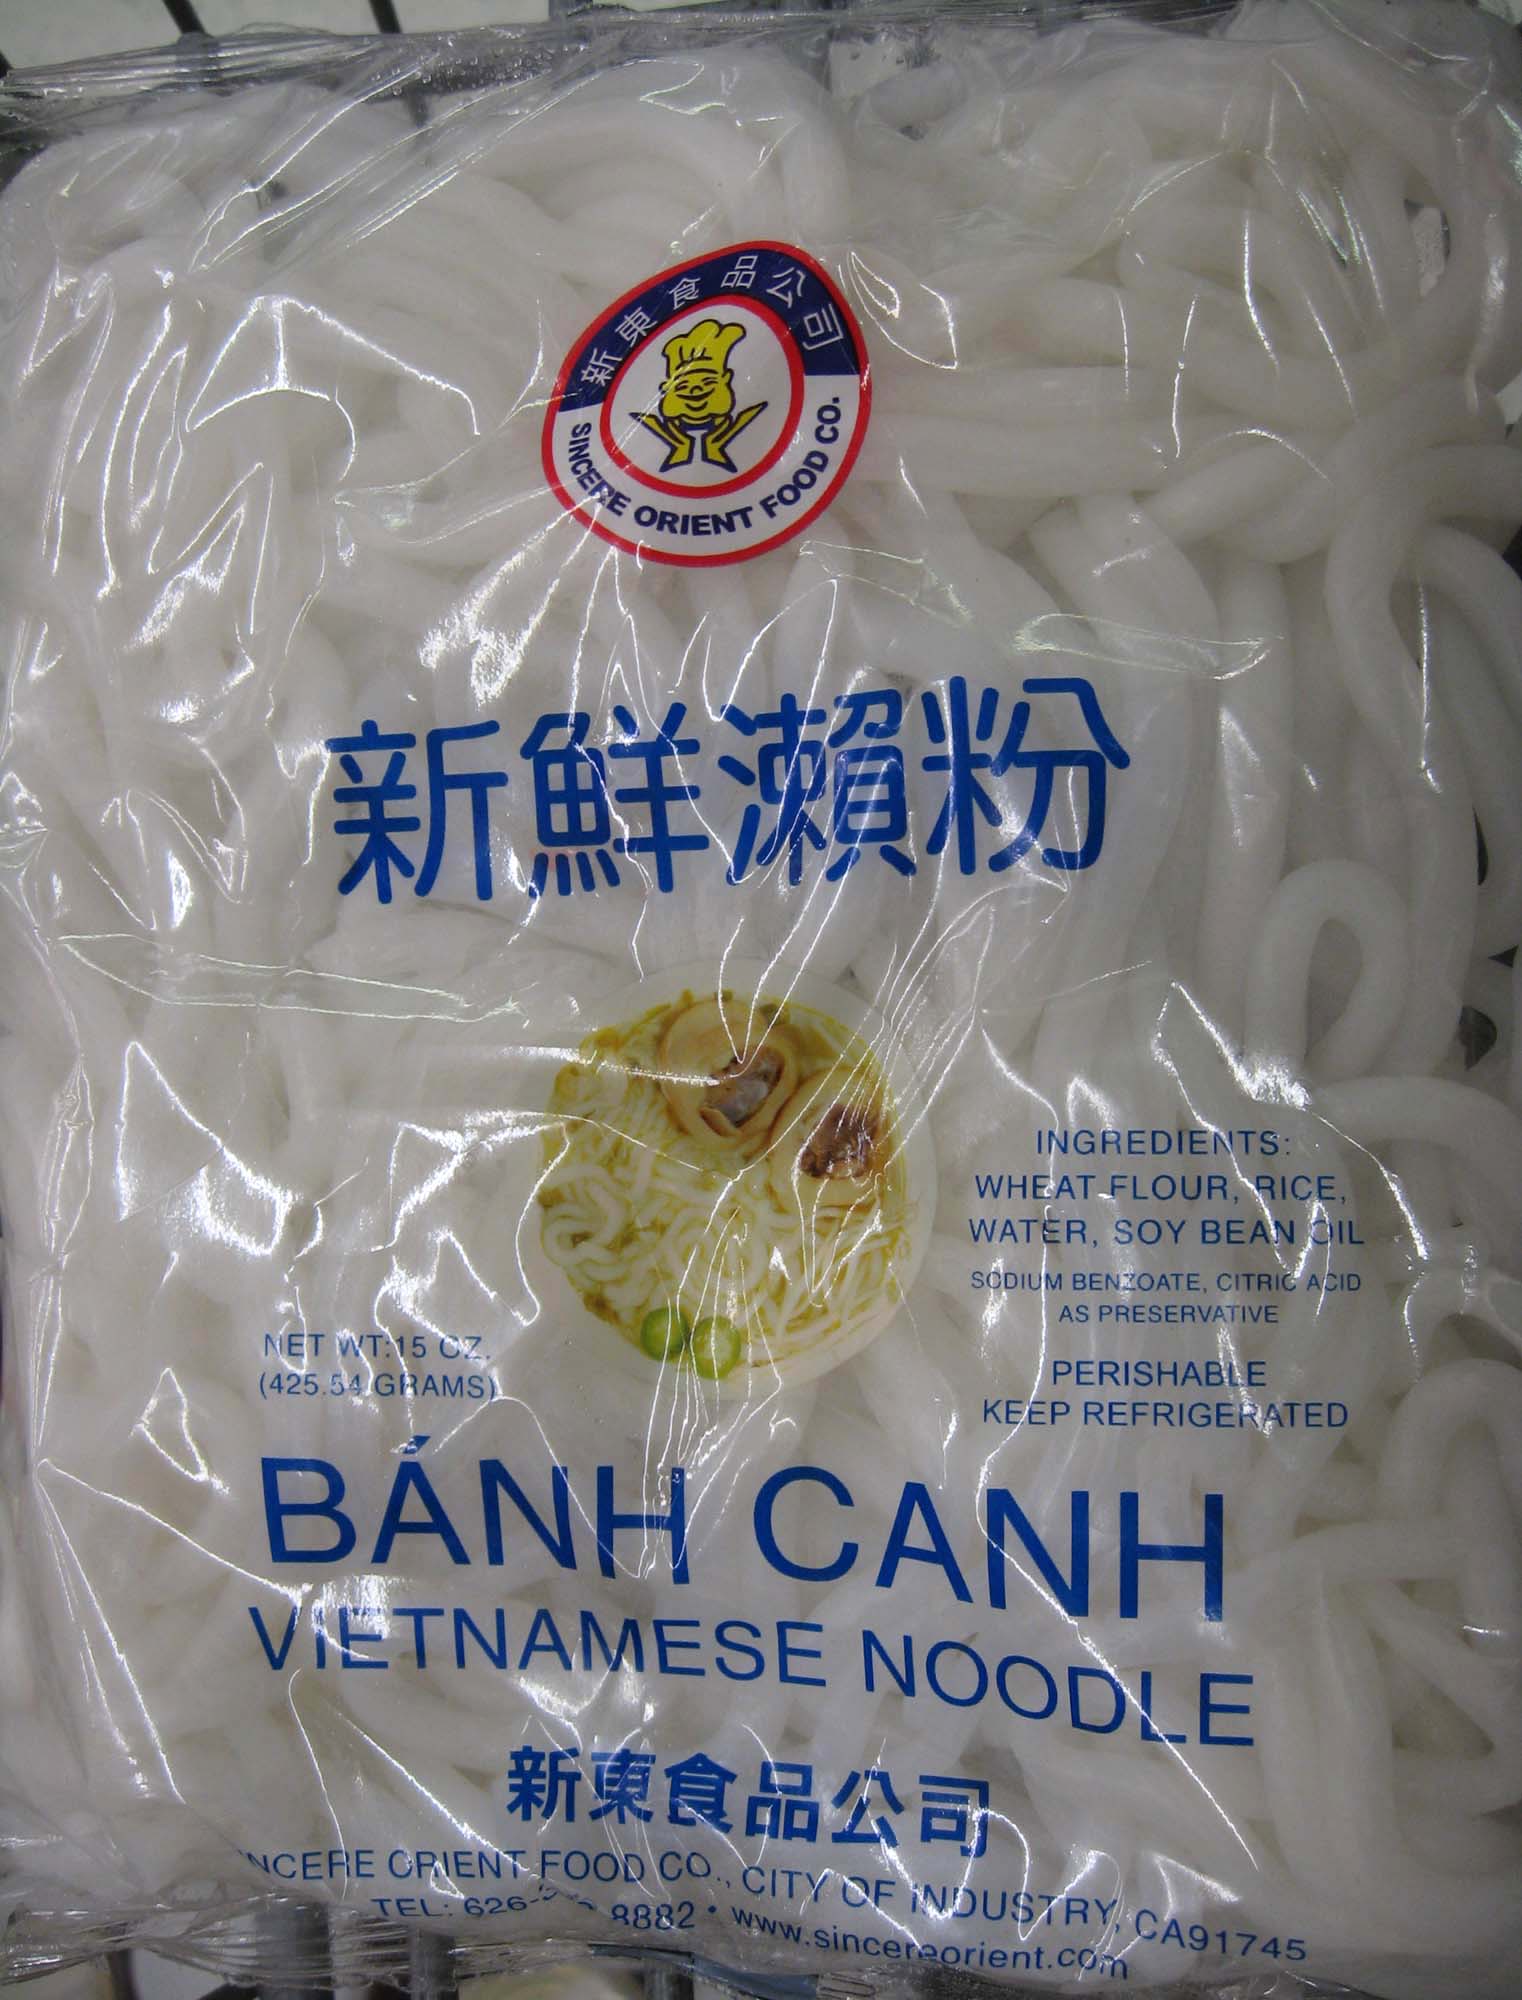 新東食品公司
SINCERE ORIENT FOOD CO.
新鮮瀨粉
INGREDIENTS:
WHEAT FLOUR, RICE,
WATER, SOY BEAN OIL
SODIUM BENZOATE, CITRIC ACID
AS PRESERVATIVE
NET WT:15 OZ.
(425.54 GRAMS)
PERISHABLE
KEEP REFRIGERATED
BÁNH CANH
VIETNAMESE NOODLE
新東食品公司
ORIENT FOOD CO., CITY OF INDUSTRY, CA91745
TEL: 626- 8882 • www.sincereorient.com